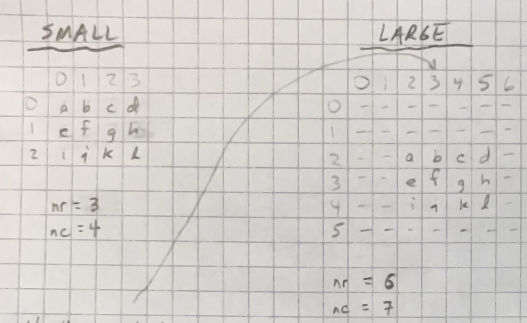 SMALL
0 1 2 3
0 a b c d
1 e f g h
2 i j k l
nr = 3
nc = 4
LARGE
0 1 2 3 4 5 6
0 - - - - - - -
1 - - - - - - -
2 - - a b c d -
3 - - e f g h -
4 - - i j k l -
5 - - - - - - -
nr = 6
nc = 7